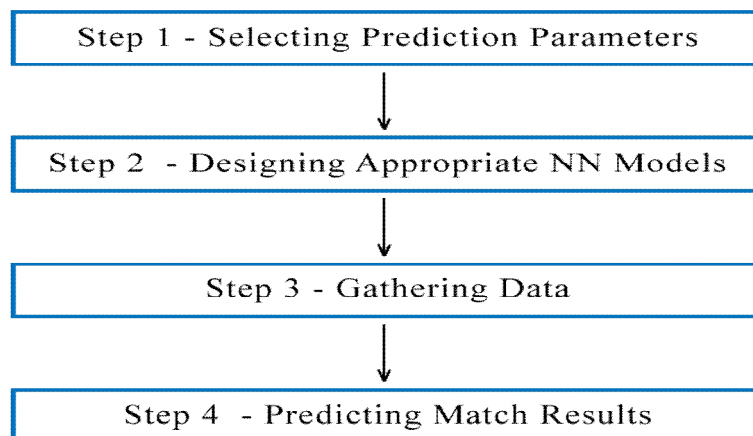 Step 1 - Selecting Prediction Parameters
Step 2 - Designing Appropriate NN Models
Step 3 - Gathering Data
Step 4 - Predicting Match Results